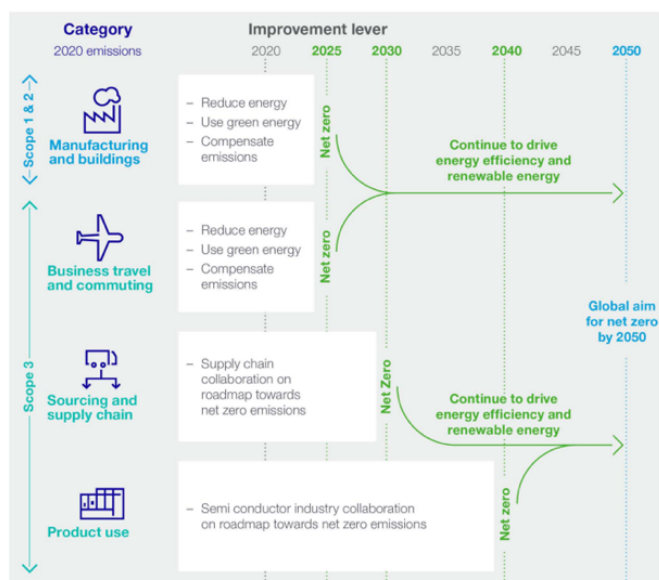 Category
2020 emissions
Improvement lever
2020 2025 2030 2035 2040 2045 2050
Scope 1 & 2
Manufacturing
and buildings
– Reduce energy
– Use green energy
– Compensate
emissions
Net zero
Continue to drive
energy efficiency and
renewable energy
Scope 3
Business travel
and commuting
– Reduce energy
– Use green energy
– Compensate
emissions
Net zero
Global aim
for net zero
by 2050
Sourcing and
supply chain
– Supply chain
collaboration on
roadmap towards
net zero emissions
Net Zero
Continue to drive
energy efficiency and
renewable energy
Product use
– Semi conductor industry collaboration
on roadmap towards net zero emissions
Net zero